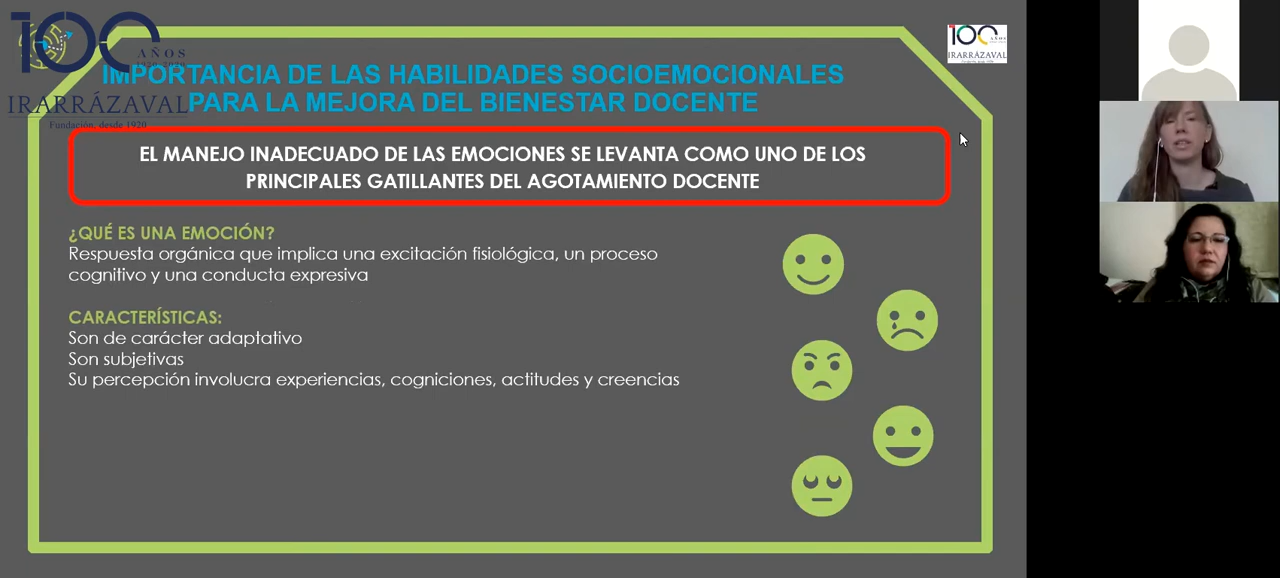 100
AÑOS
1920-2020
IRARRÁZAVAL
Fundación, desde 1920
IMPORTANCIA DE LAS HABILIDADES SOCIOEMOCIONALES
PARA LA MEJORA DEL BIENESTAR DOCENTE
100
IRARRÁZAVAL
EL MANEJO INADECUADO DE LAS EMOCIONES SE LEVANTA COMO UNO DE LOS
PRINCIPALES GATILLANTES DEL AGOTAMIENTO DOCENTE
¿QUÉ ES UNA EMOCIÓN?
Respuesta orgánica que implica una excitación fisiológica, un proceso
cognitivo y una conducta expresiva
CARACTERÍSTICAS:
Son de carácter adaptativo
Son subjetivas
Su percepción involucra experiencias, cogniciones, actitudes y creencias